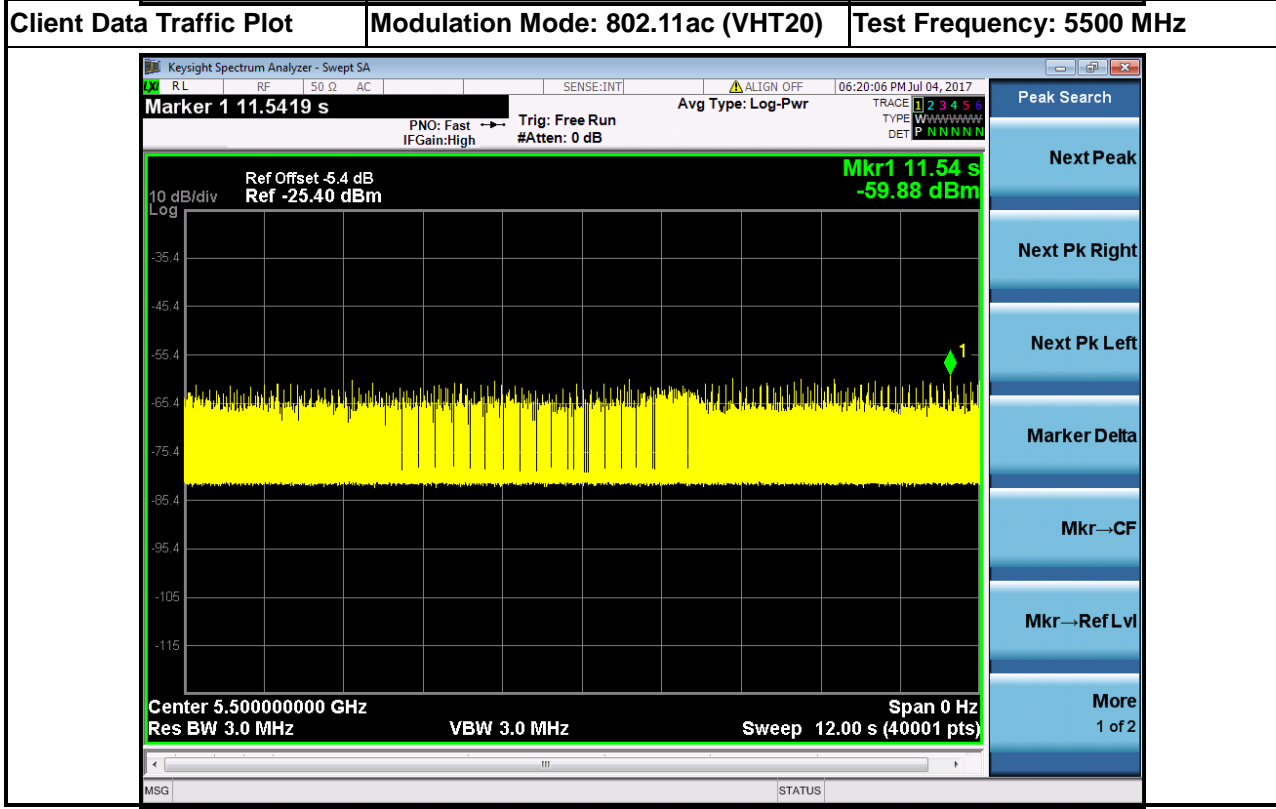 Client Data Traffic Plot Modulation Mode: 802.11ac (VHT20) Test Frequency: 5500 MHz
Keysight Spectrum Analyzer - Swept SA
LXI RL RF 50 Ω AC SENSE:INT ALIGN OFF 06:20:06 PM Jul 04, 2017
Marker 1 11.5419 s
PNO: Fast
IFGain:High
Trig: Free Run
#Atten: 0 dB
Avg Type: Log-Pwr
TRACE 1 2 3 4 5 6
TYPE WWWWWW
DET P N N N N N
Peak Search
Next Peak
Next Pk Right
Next Pk Left
Marker Delta
Mkr→CF
Mkr→Ref Lvl
More
1 of 2
Mkr1 11.54 s
-59.88 dBm
Ref Offset -5.4 dB
10 dB/div Ref -25.40 dBm
Log
-35.4
-45.4
-55.4
1
-65.4
-75.4
-85.4
-95.4
-105
-115
Center 5.500000000 GHz Span 0 Hz
Res BW 3.0 MHz VBW 3.0 MHz Sweep 12.00 s (40001 pts)
MSG STATUS